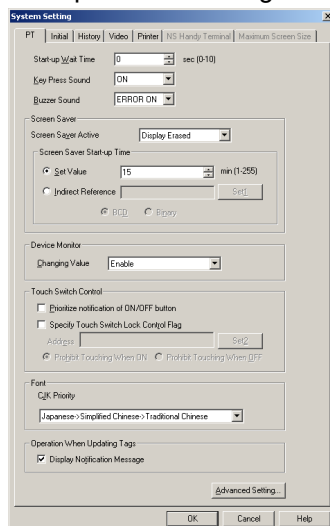 System Setting
PT Initial History Video Printer NS Handy Terminal Maximum Screen Size
Start-up Wait Time 0 sec (0-10)
Key Press Sound ON
Buzzer Sound ERROR ON
Screen Saver
Screen Saver Active Display Erased
Screen Saver Start-up Time
Set Value 15 min (1-255)
Indirect Reference Set1
BCD Binary
Device Monitor
Changing Value Enable
Touch Switch Control
Prioritize notification of ON/OFF button
Specify Touch Switch Lock Control Flag
Address Set2
Prohibit Touching When ON Prohibit Touching When OFF
Font
CJK Priority
Japanese->Simplified Chinese->Traditional Chinese
Operation When Updating Tags
Display Notification Message
Advanced Setting...
OK Cancel Help